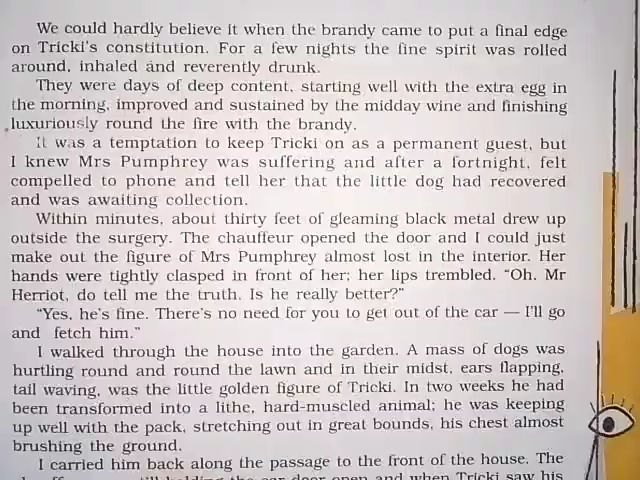 We could hardly believe it when the brandy came to put a final edge
on Tricki's constitution. For a few nights the fine spirit was rolled
around, inhaled and reverently drunk.
They were days of deep content, starting well with the extra egg in
the morning, improved and sustained by the midday wine and finishing
luxuriously round the fire with the brandy.
It was a temptation to keep Tricki on as a permanent guest, but
I knew Mrs Pumphrey was suffering and after a fortnight, felt
compelled to phone and tell her that the little dog had recovered
and was awaiting collection.
Within minutes, about thirty feet of gleaming black metal drew up
outside the surgery. The chauffeur opened the door and I could just
make out the figure of Mrs Pumphrey almost lost in the interior. Her
hands were tightly clasped in front of her; her lips trembled. “Oh, Mr
Herriot, do tell me the truth. Is he really better?”
“Yes, he's fine. There's no need for you to get out of the car — I'll go
and fetch him.”
I walked through the house into the garden. A mass of dogs was
hurtling round and round the lawn and in their midst, ears flapping,
tail waving, was the little golden figure of Tricki. In two weeks he had
been transformed into a lithe, hard-muscled animal; he was keeping
up well with the pack, stretching out in great bounds, his chest almost
brushing the ground.
I carried him back along the passage to the front of the house. The
car door open and when Tricki saw his